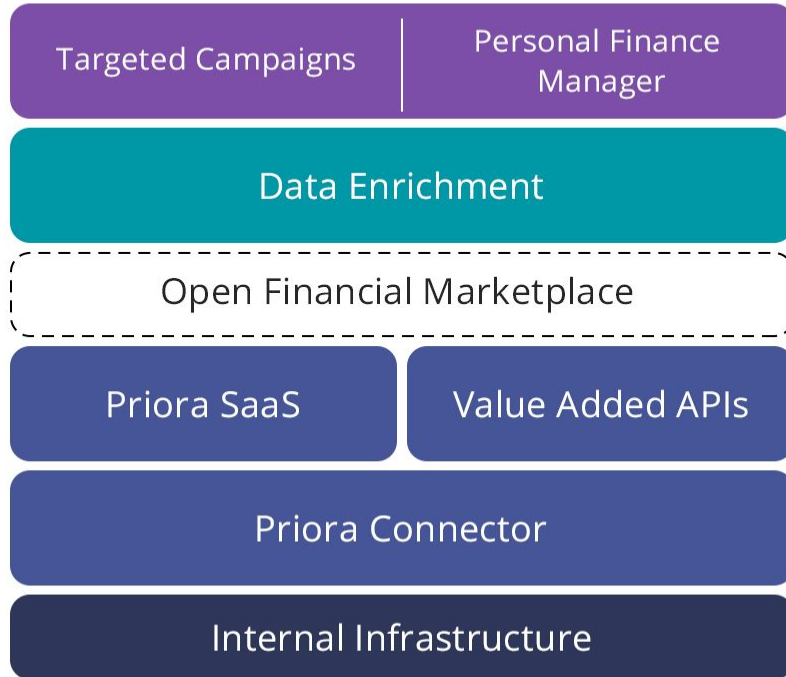 Targeted Campaigns
Personal Finance
Manager
Data Enrichment
Open Financial Marketplace
Priora SaaS
Value Added APIs
Priora Connector
Internal Infrastructure